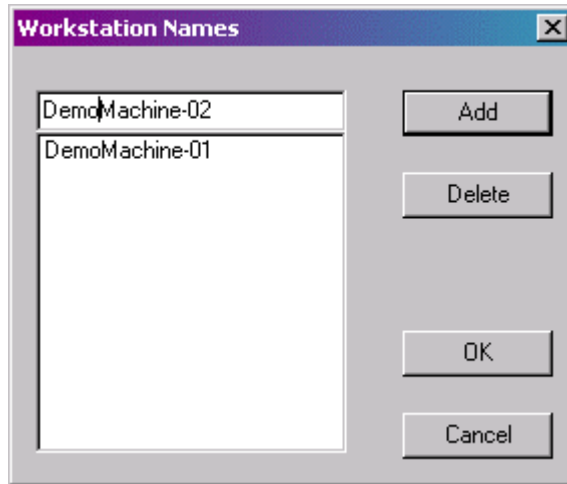 Workstation Names
DemoMachine-02
Add
DemoMachine-01
Delete
OK
Cancel